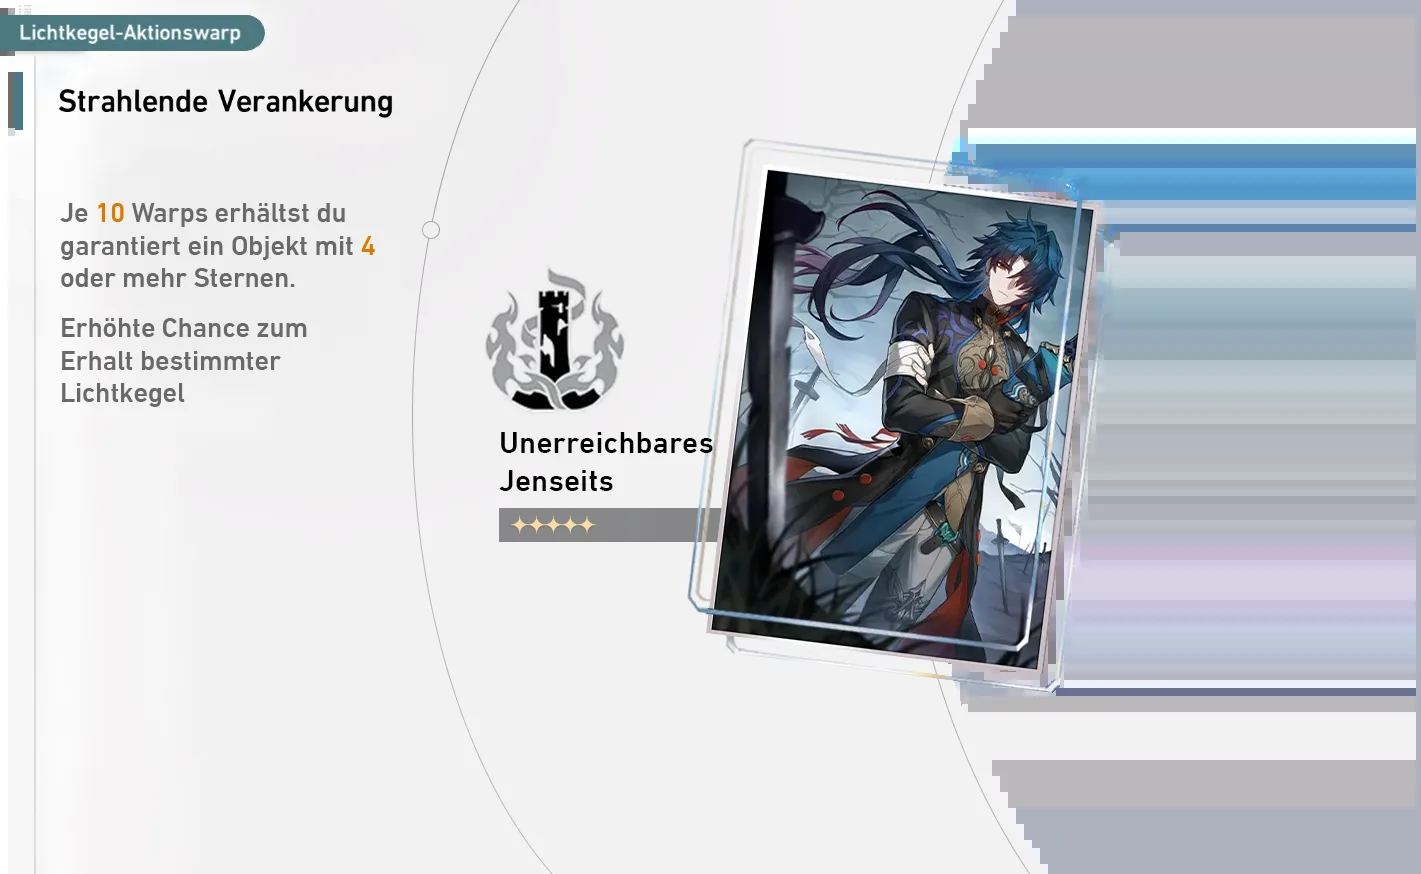 Lichtkegel-Aktionswarp
Strahlende Verankerung
Je 10 Warps erhältst du
garantiert ein Objekt mit 4
oder mehr Sternen.
Erhöhte Chance zum
Erhalt bestimmter
Lichtkegel
Unerreichbares
Jenseits